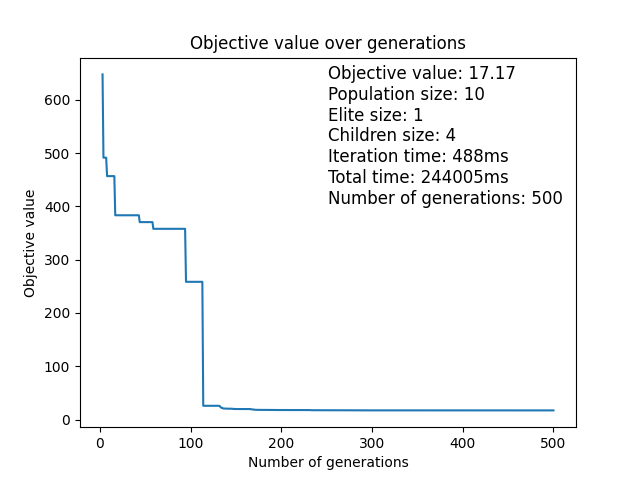 Objective value over generations
Objective value: 17.17
Population size: 10
Elite size: 1
Children size: 4
Iteration time: 488ms
Total time: 244005ms
Number of generations: 500
Objective value
600
500
400
300
200
100
0
0 100 200 300 400 500
Number of generations